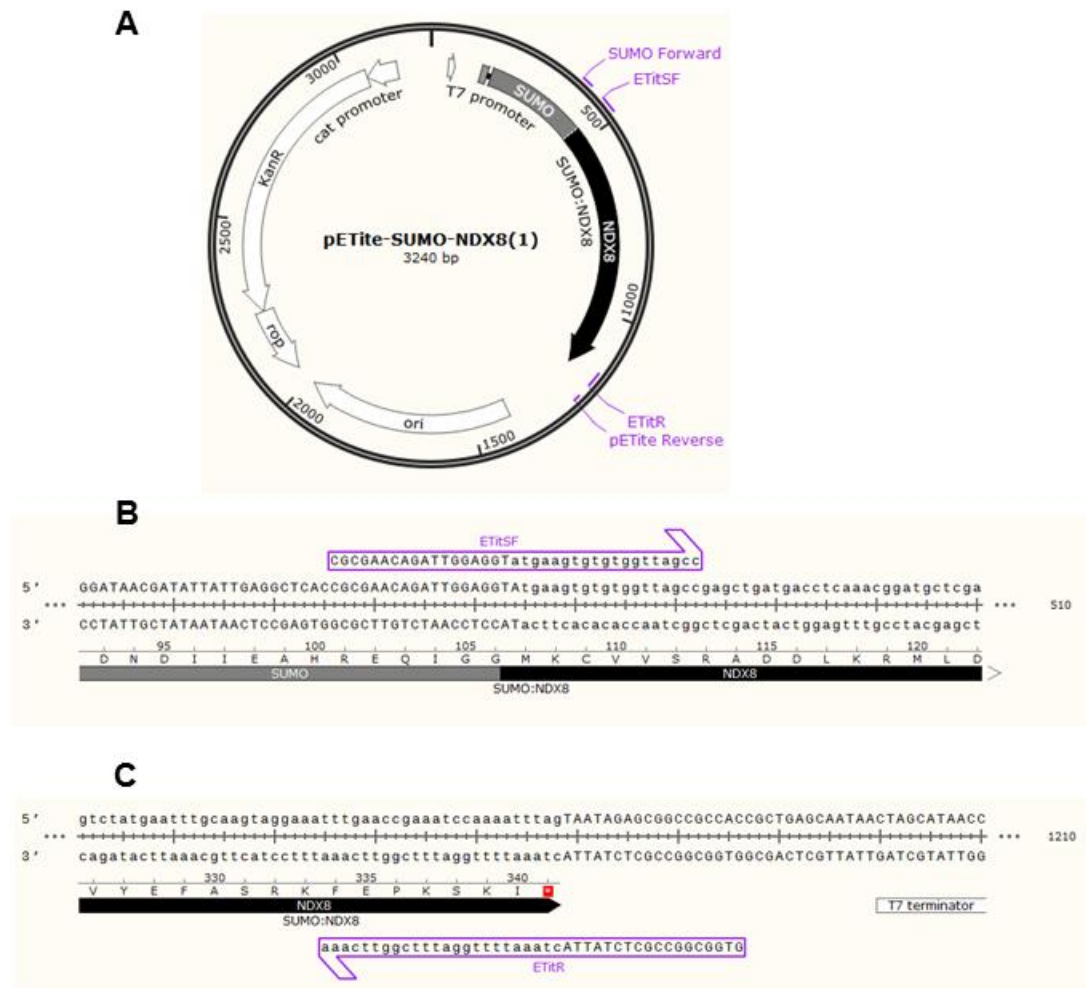 A
SUMO Forward
ETitSF
3000
cat promoter
T7 promoter
SUMO
500
KanR
SUMO:NDX8
NDX8
pETite-SUMO-NDX8(1)
3240 bp
2500
1000
rop
2000
ori
1500
ETitR
pETite Reverse
B
ETitSF
CGCGAACAGATTGGAGGTatgaagtgtgtggttagcc
5' GGATAACGATATTATTGAGGCTCACCGCGAACAGATTGGAGGTAtgaagtgtgtggttagccgagctgatgacctcaaacggatgctcga
••• ••• 510
3' CCTATTGCTATAATAACTCCGAGTGGCGCTTGTCTAACCTCCATacttcacacaccaatcggctcgactactggagtttgcctacgagct
95 100 105 110 115 120
D N D I I E A H R E Q I G G M K C V V S R A D D L K R M L D
SUMO NDX8
SUMO:NDX8
C
5' gtctatgaatttgcaagtaggaaatttgaaccgaaatccaaaatttagTAATAGAGCGGCCGCCACCGCTGAGCAATAACTAGCATAACC
••• ••• 1210
3' cagatacttaaacgttcatcctttaaacttggctttaggttttaaatcATTATCTCGCCGGCGGTGGCGACTCGTTATTGATCGTATTGG
330 335 340
V Y E F A S R K F E P K S K I *
NDX8 T7 terminator
SUMO:NDX8
aaacttggctttaggttttaaatcATTATCTCGCCGGCGGTG
ETitR